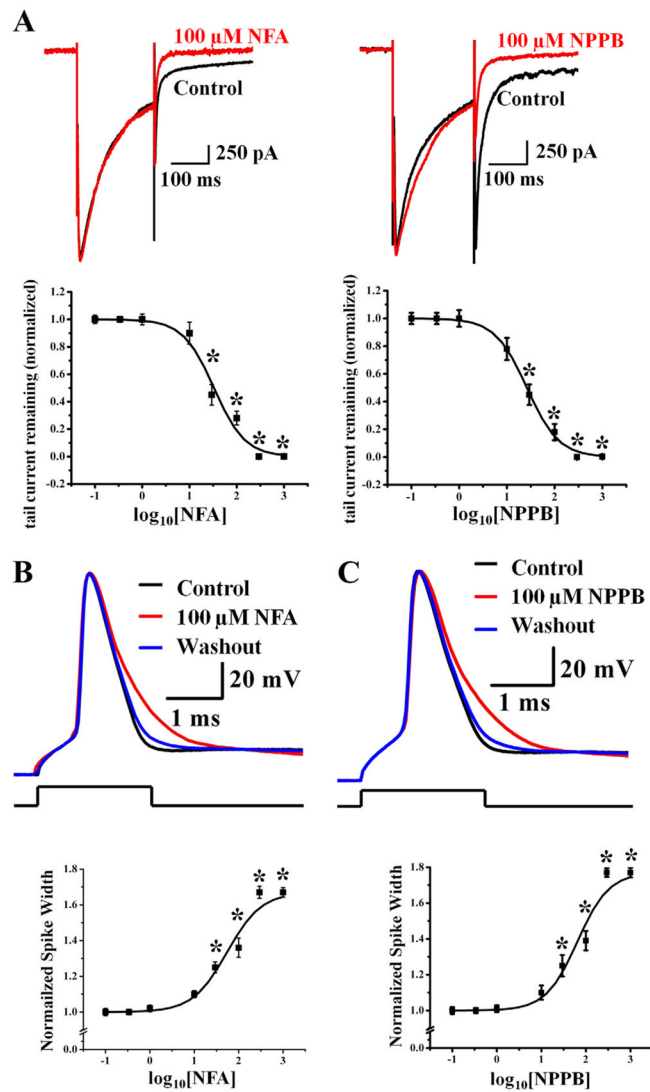 A
100 µM NFA
Control
250 pA
100 ms
100 µM NPPB
Control
250 pA
100 ms
tail current remaining (normalized)
1.2
1.0
0.8
0.6
0.4
0.2
0.0
-0.2
* * * *
-1 0 1 2 3
log10[NFA]
tail current remaining (normalized)
1.2
1.0
0.8
0.6
0.4
0.2
0.0
-0.2
* * * *
-1 0 1 2 3
log10[NPPB]
B
Control
100 µM NFA
Washout
20 mV
1 ms
C
Control
100 µM NPPB
Washout
20 mV
1 ms
Normailzed Spike Width
1.8
1.6
1.4
1.2
1.0
0.0
* * * *
-1 0 1 2 3
log10[NFA]
Normalized Spike Width
1.8
1.6
1.4
1.2
1.0
0.0
* * * *
-1 0 1 2 3
log10[NPPB]